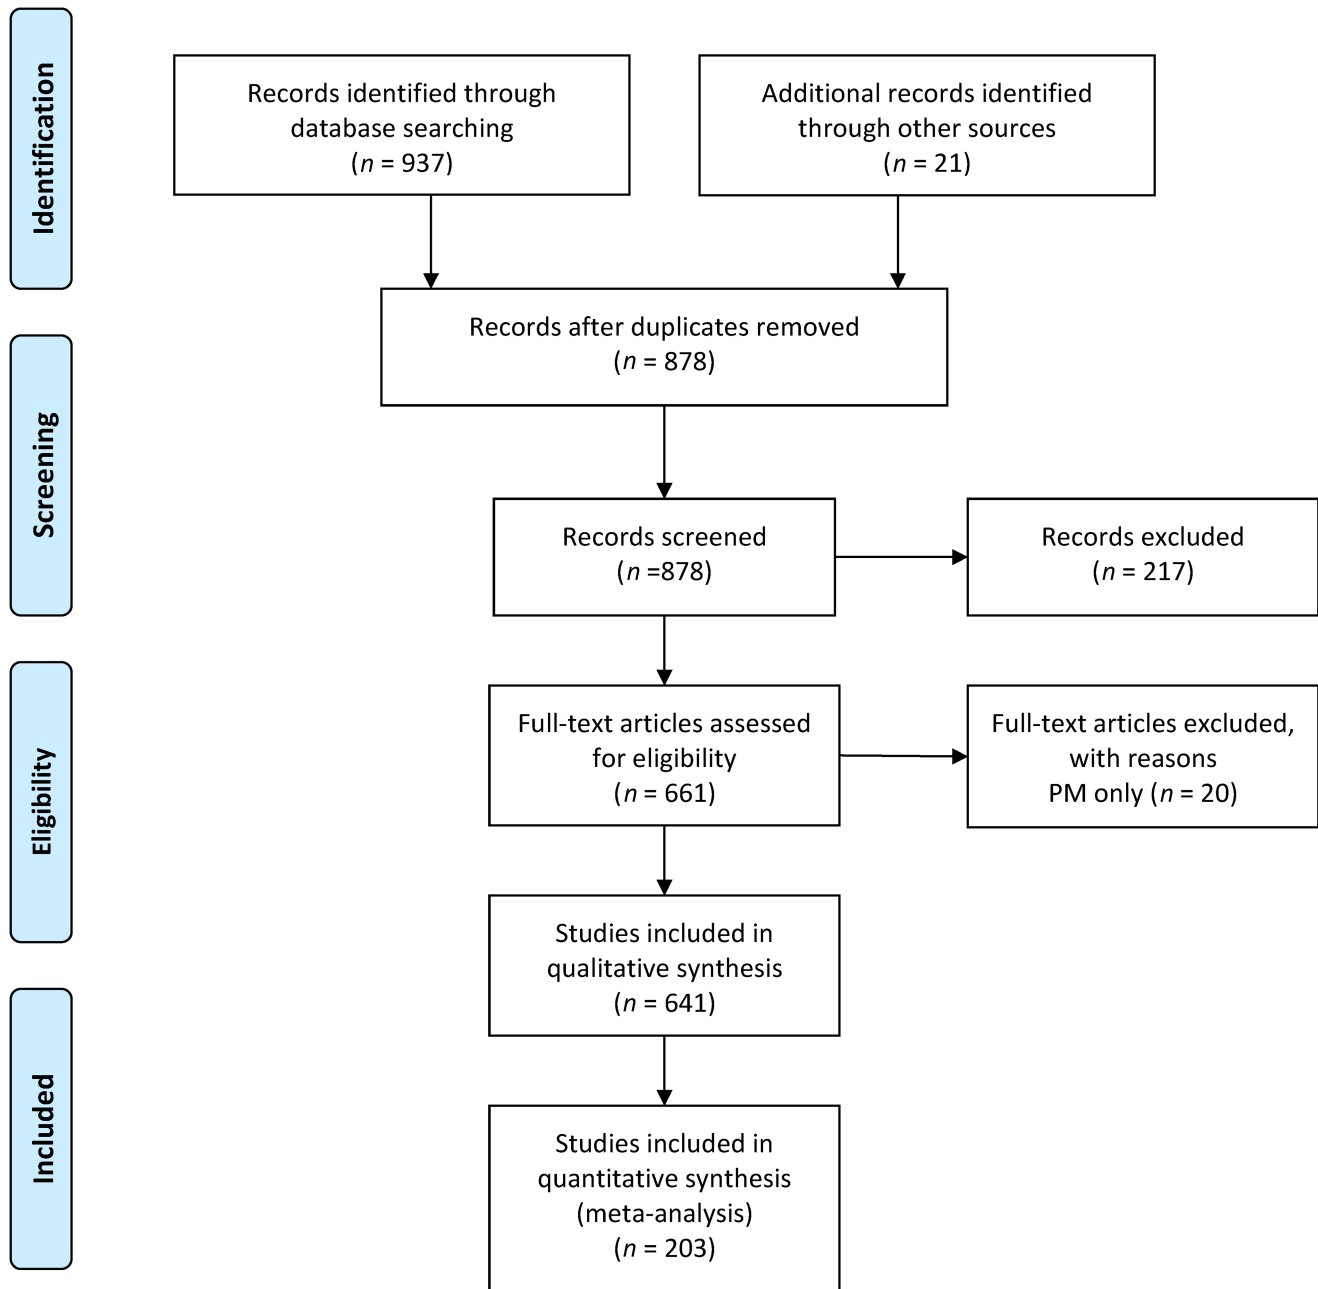 Identification
Records identified through
database searching
(n = 937)
Additional records identified
through other sources
(n = 21)
Records after duplicates removed
(n = 878)
Screening
Records screened
(n =878)
Records excluded
(n = 217)
Eligibility
Full-text articles assessed
for eligibility
(n = 661)
Full-text articles excluded,
with reasons
PM only (n = 20)
Studies included in
qualitative synthesis
(n = 641)
Included
Studies included in
quantitative synthesis
(meta-analysis)
(n = 203)